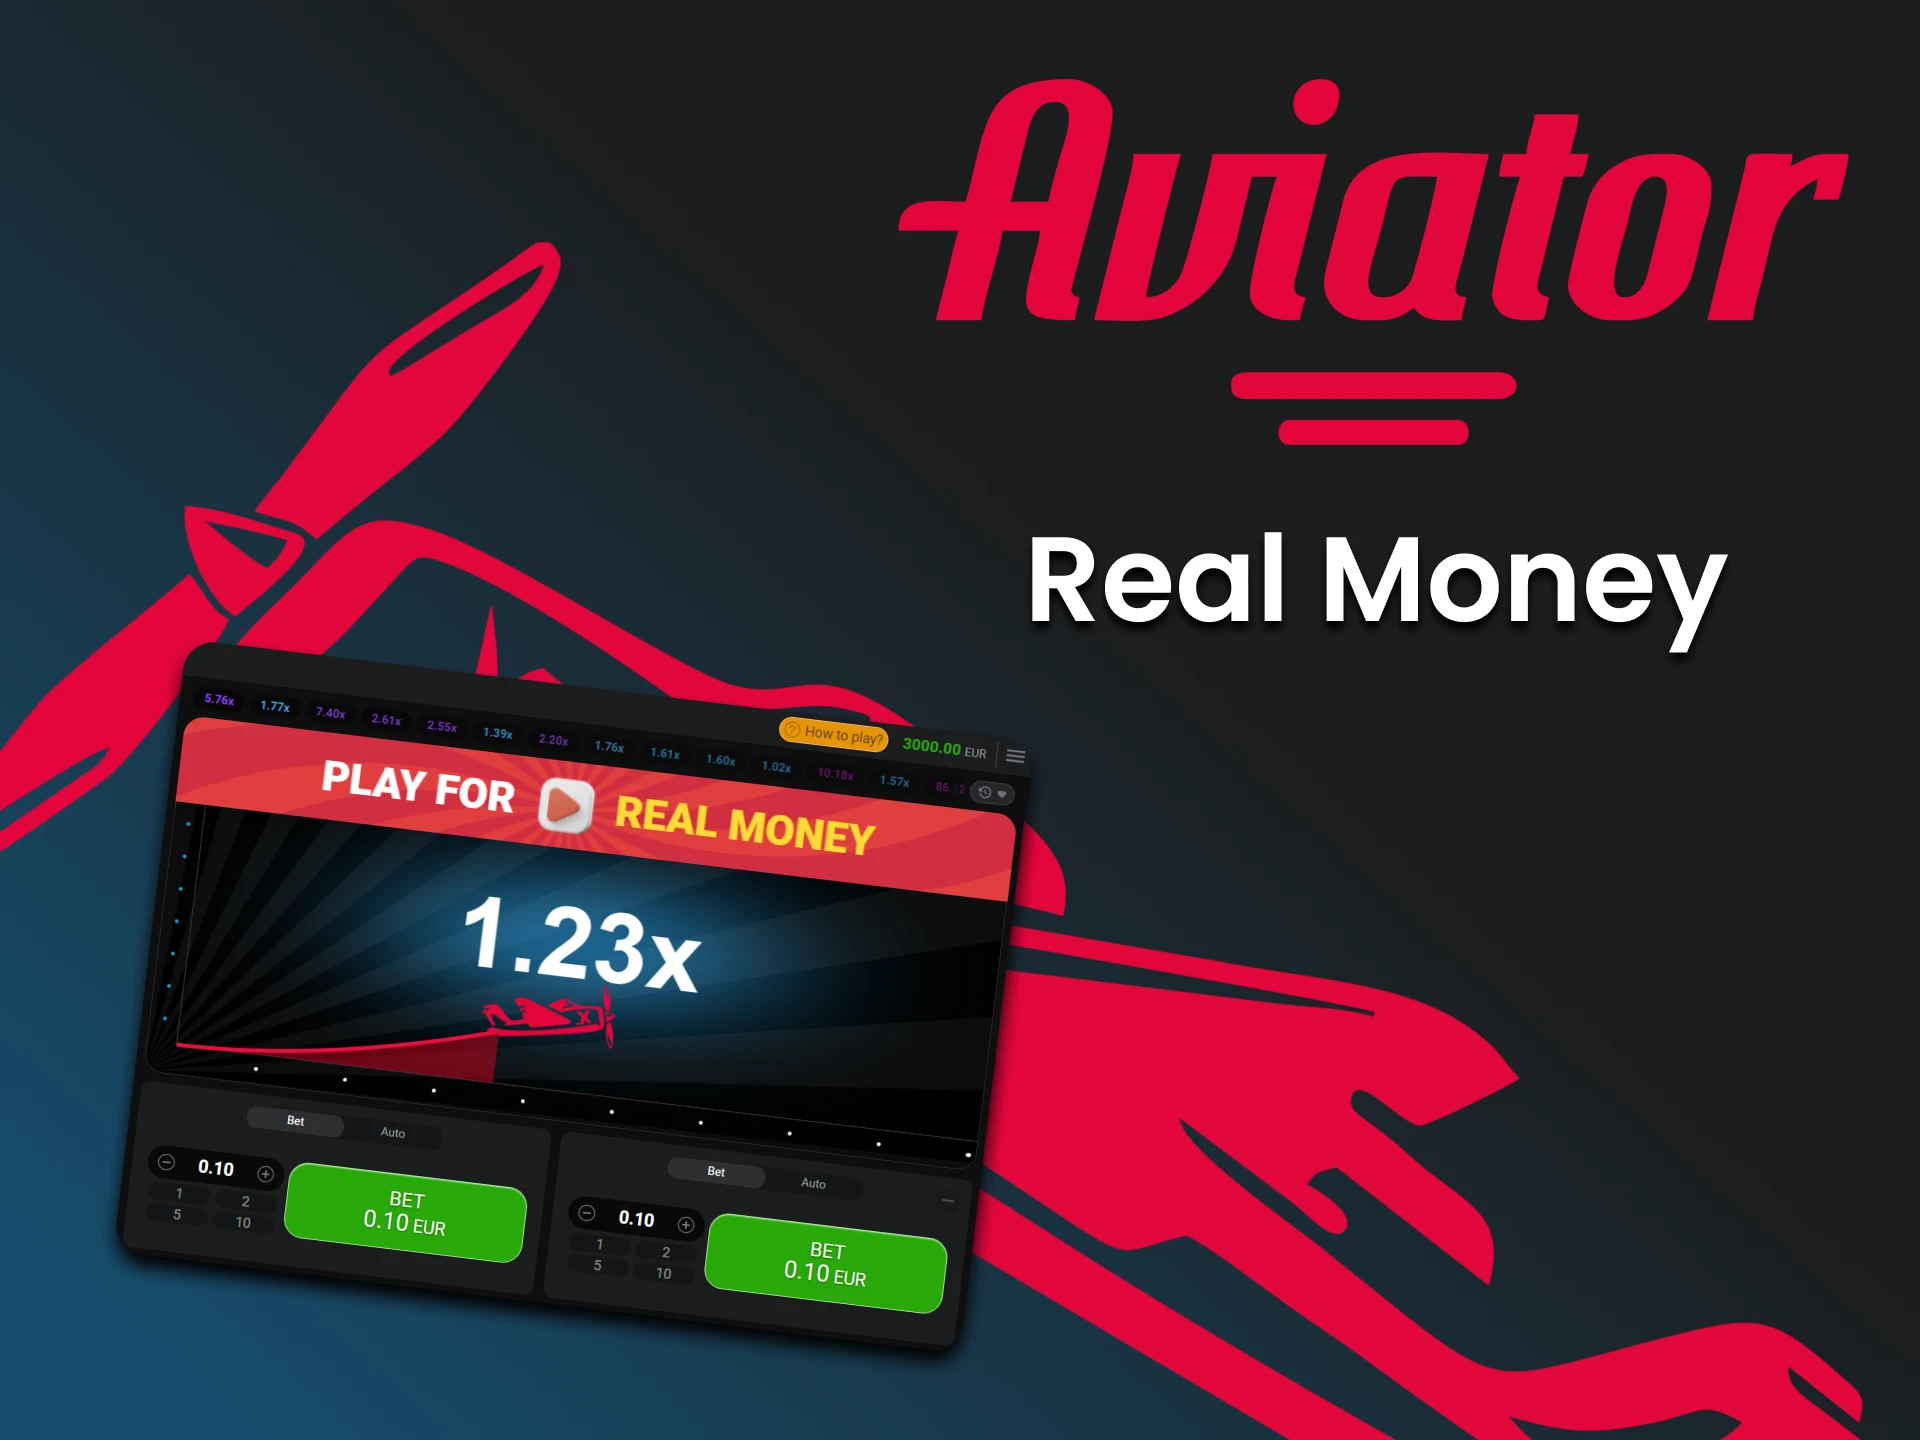 Aviator
Real Money
How to play?
3000.00 EUR
5.76x 1.77x 7.40x 2.61x 2.55x 1.39x 2.20x 1.76x 1.61x 1.60x 1.02x 10.18x 1.57x 86.12
PLAY FOR REAL MONEY
1.23x
X
Bet Auto
0.10
1 2
5 10
BET
0.10 EUR
Bet Auto
0.10
1 2
5 10
BET
0.10 EUR